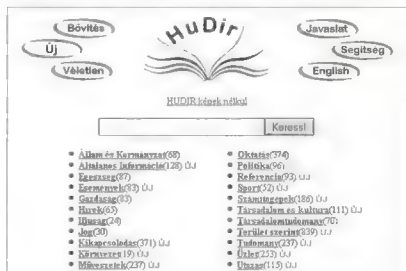 Bővítés
HuDir
Javaslat
Új
Segítség
Véletlen
English
HUDIR képek nélkül
Keress!
Állam és Kormányzat(68)
Általános Információ(128) ÚJ
Egészség(87)
Események(83) ÚJ
Gazdaság(83)
Hírek(65)
Ifjúság(24)
Jog(30)
Kikapcsolódás(371) ÚJ
Környezet(19) ÚJ
Művészetek(237) ÚJ
Oktatás(374)
Politika(96)
Referencia(93) ÚJ
Sport(52) ÚJ
Számítógépek(186) ÚJ
Társadalom és kultúra(111) ÚJ
Társadalomtudomány(70)
Terület szerint(839) ÚJ
Tudomány(237) ÚJ
Üzlet(253) ÚJ
Utazás(115) ÚJ